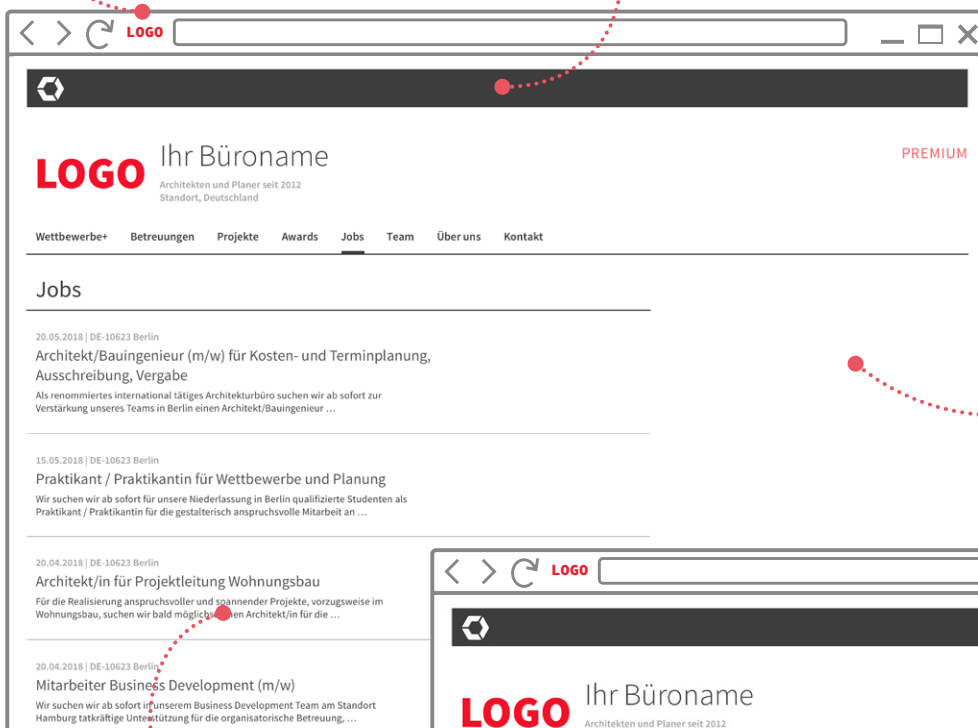 LOGO
LOGO
Ihr Büroname
Architekten und Planer seit 2012
Standort, Deutschland
PREMIUM
Wettbewerbe+ Betreuungen Projekte Awards Jobs Team Über uns Kontakt
Jobs
20.05.2018 | DE-10623 Berlin
Architekt/Bauingenieur (m/w) für Kosten- und Terminplanung,
Ausschreibung, Vergabe
Als renommiertes international tätiges Architekturbüro suchen wir ab sofort zur
Verstärkung unseres Teams in Berlin einen Architekt/Bauingenieur ...
15.05.2018 | DE-10623 Berlin
Praktikant / Praktikantin für Wettbewerbe und Planung
Wir suchen wir ab sofort für unsere Niederlassung in Berlin qualifizierte Studenten als
Praktikant / Praktikantin für die gestalterisch anspruchsvolle Mitarbeit an ...
20.04.2018 | DE-10623 Berlin
Architekt/in für Projektleitung Wohnungsbau
Für die Realisierung anspruchsvoller und spannender Projekte, vorzugsweise im
Wohnungsbau, suchen wir bald Architekt/in für die ...
20.04.2018 | DE-10623 Berlin
Mitarbeiter Business Development (m/w)
Wir suchen wir ab sofort in unserem Business Development Team am Standort
Hamburg tatkräftige Unterstützung für die organisatorische Betreuung, ...
LOGO
LOGO
Ihr Büroname
Architekten und Planer seit 2012